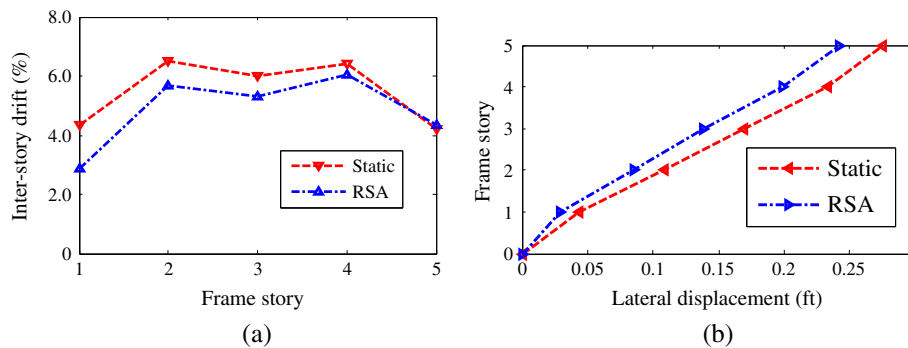 8.0
6.0
4.0
2.0
0
Inter-story drift (%)
1
2
3
4
5
Frame story
Static
RSA
(a)
5
4
3
2
1
0
Frame story
0
0.05
0.1
0.15
0.2
0.25
Lateral displacement (ft)
Static
RSA
(b)